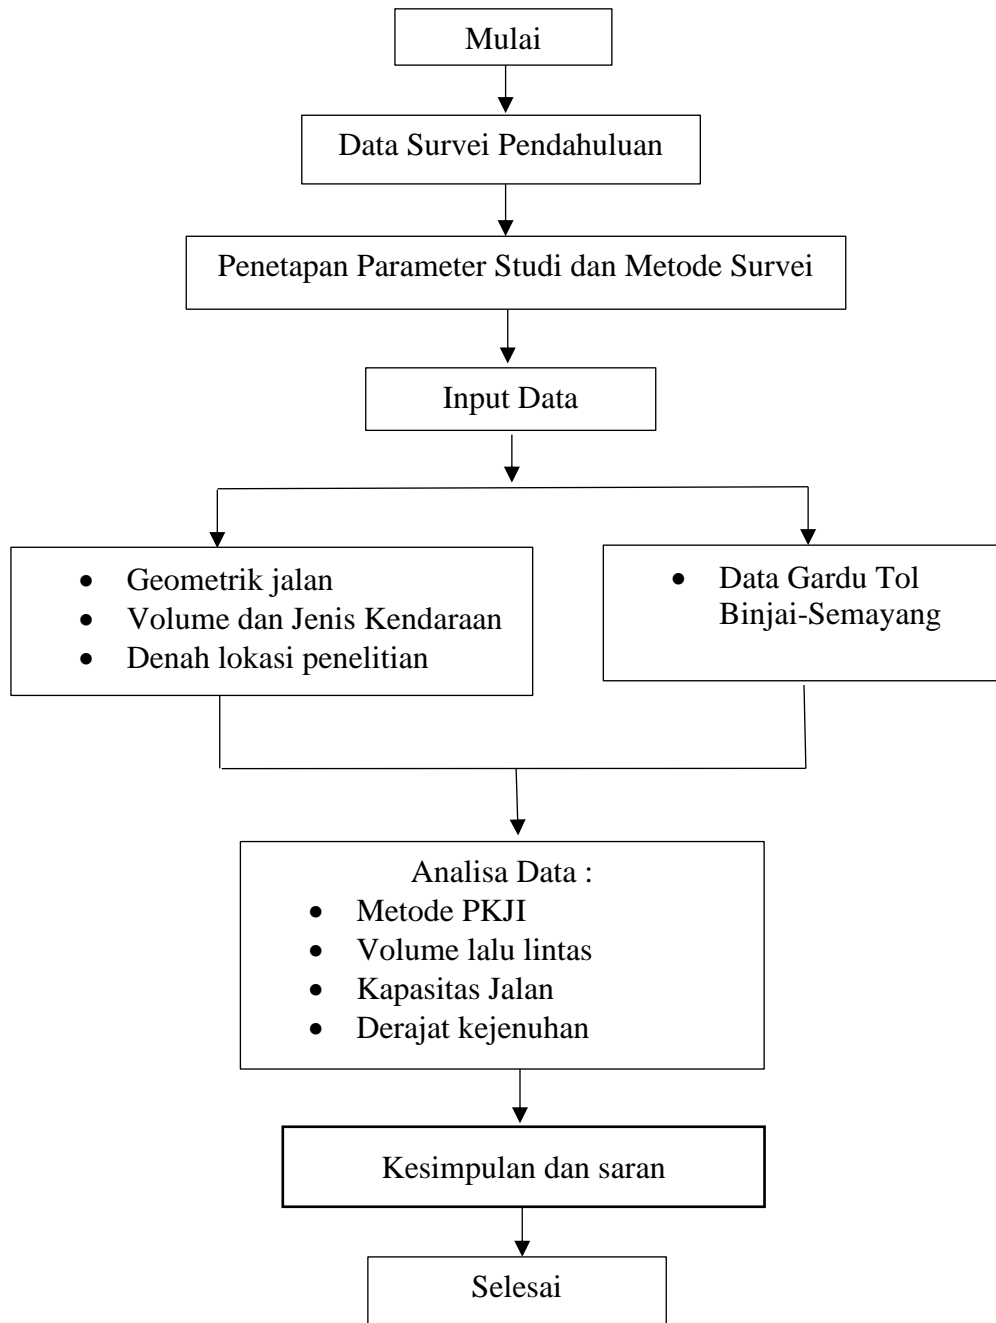 Mulai
Data Survei Pendahuluan
Penetapan Parameter Studi dan Metode Survei
Input Data
• Geometrik jalan
• Volume dan Jenis Kendaraan
• Denah lokasi penelitian
• Data Gardu Tol
Binjai-Semayang
Analisa Data :
• Metode PKJI
• Volume lalu lintas
• Kapasitas Jalan
• Derajat kejenuhan
Kesimpulan dan saran
Selesai